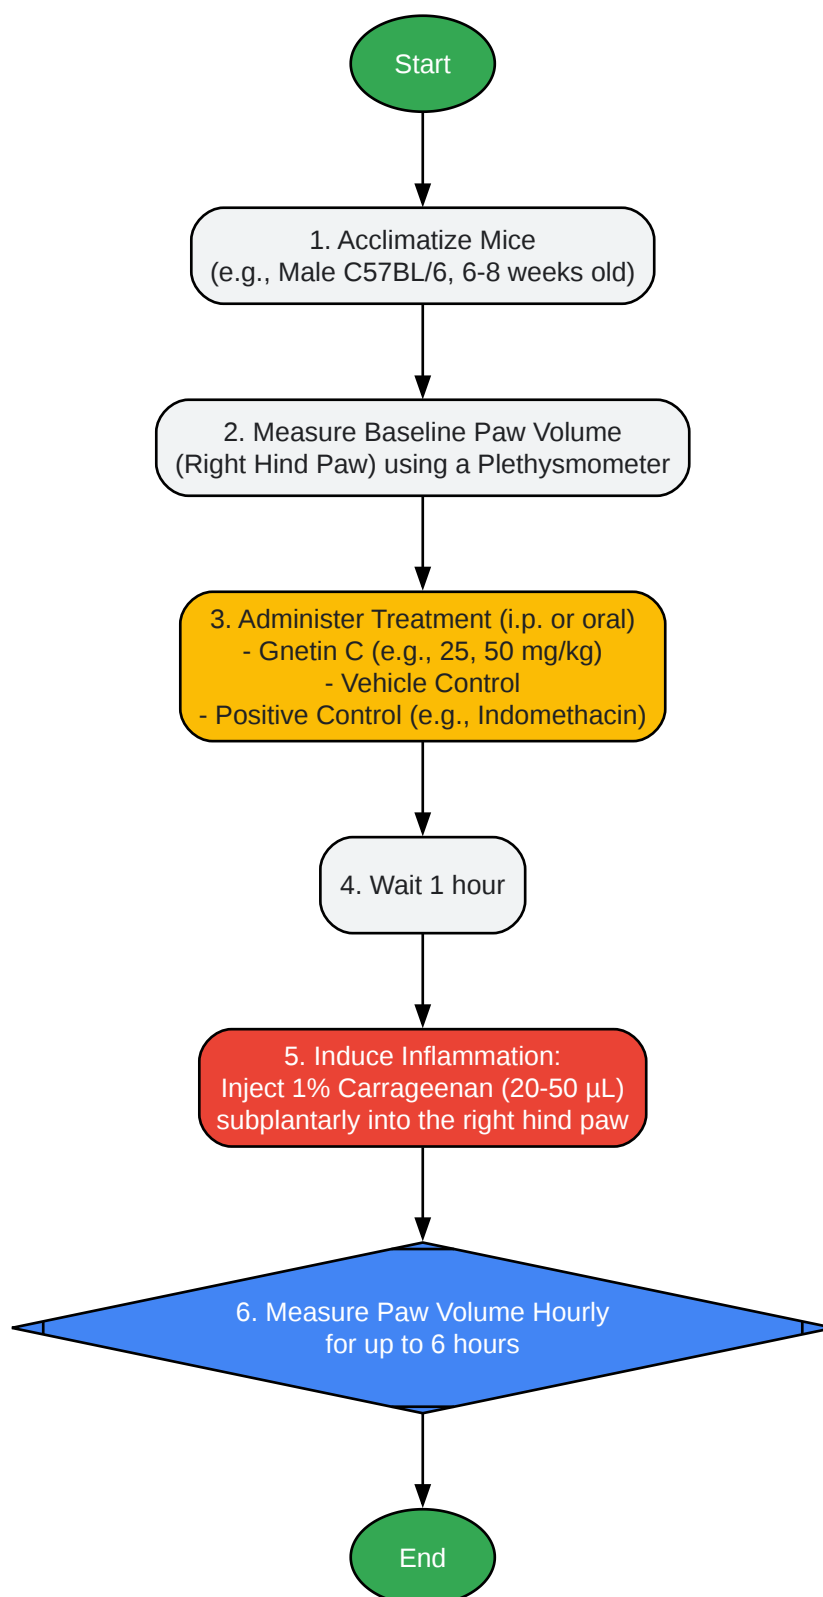 Start
1. Acclimatize Mice
(e.g., Male C57BL/6, 6-8 weeks old)
2. Measure Baseline Paw Volume
(Right Hind Paw) using a Plethysmometer
3. Administer Treatment (i.p. or oral)
- Gnetin C (e.g., 25, 50 mg/kg)
- Vehicle Control
- Positive Control (e.g., Indomethacin)
4. Wait 1 hour
5. Induce Inflammation:
Inject 1% Carrageenan (20-50 µL)
subplantarly into the right hind paw
6. Measure Paw Volume Hourly
for up to 6 hours
End